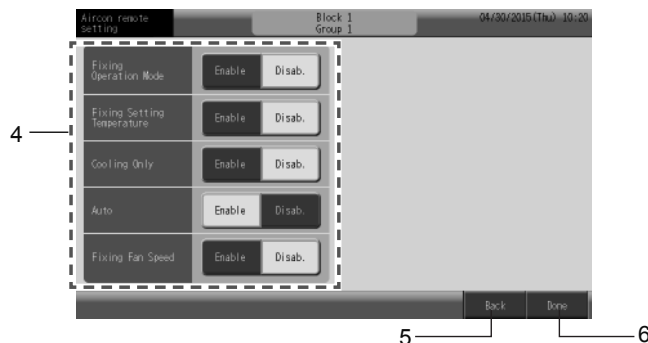 Aircon remote
setting
Block 1
Group 1
04/30/2015(Thu) 10:20
Fixing
Operation Mode
Enable
Disab.
Fixing Setting
Temperature
Enable
Disab.
4
Cooling Only
Enable
Disab.
Auto
Enable
Disab.
Fixing Fan Speed
Enable
Disab.
Back
Done
5
6